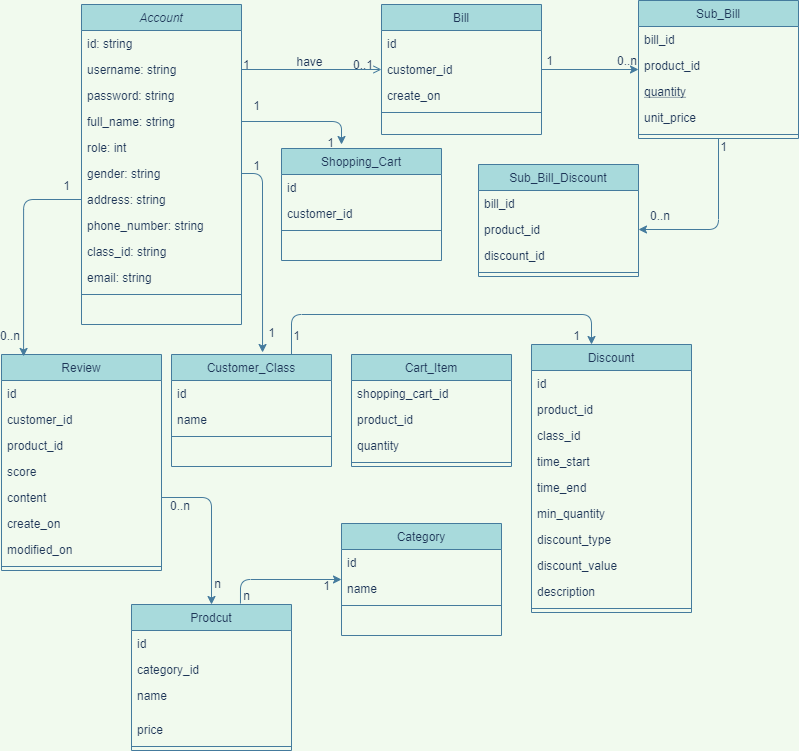 Account
id: string
username: string
password: string
full_name: string
role: int
gender: string
address: string
phone_number: string
class_id: string
email: string
1
have
0..1
Bill
id
customer_id
create_on
1
0..n
Sub_Bill
bill_id
product_id
quantity
unit_price
1
1
Shopping_Cart
id
customer_id
1
0..n
Sub_Bill_Discount
bill_id
product_id
discount_id
1
1
1
0..n
1
1
Review
id
customer_id
product_id
score
content
create_on
modified_on
Customer_Class
id
name
Cart_Item
shopping_cart_id
product_id
quantity
Discount
id
product_id
class_id
time_start
time_end
min_quantity
discount_type
discount_value
description
0..n
n
n
1
Category
id
name
Prodcut
id
category_id
name
price